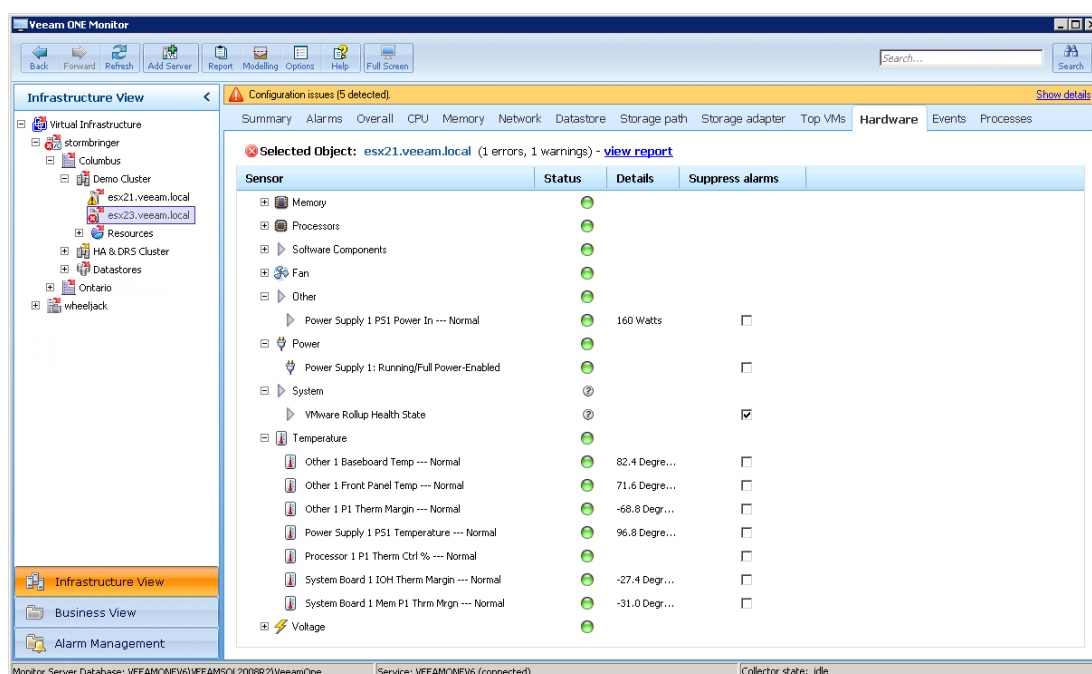 Veeam ONE Monitor
Back Forward Refresh Add Server Report Modelling Options Help Full Screen Search... Search
Infrastructure View <
Configuration issues (5 detected). Show details
Summary Alarms Overall CPU Memory Network Datastore Storage path Storage adapter Top VMs Hardware Events Processes
Virtual Infrastructure
stormbringer
Columbus
Demo Cluster
esx21.veeam.local
esx23.veeam.local
Resources
HA & DRS Cluster
Datastores
Ontario
wheeljack
Selected Object: esx21.veeam.local (1 errors, 1 warnings) - view report
Sensor Status Details Suppress alarms
Memory
Processors
Software Components
Fan
Other
Power Supply 1 PS1 Power In --- Normal 160 Watts
Power
Power Supply 1: Running/Full Power-Enabled
System ?
VMware Rollup Health State ?
Temperature
Other 1 Baseboard Temp --- Normal 82.4 Degre...
Other 1 Front Panel Temp --- Normal 71.6 Degre...
Other 1 P1 Therm Margin --- Normal -68.8 Degr...
Power Supply 1 PS1 Temperature --- Normal 96.8 Degre...
Processor 1 P1 Therm Ctrl % --- Normal
System Board 1 IOH Therm Margin --- Normal -27.4 Degr...
System Board 1 Mem P1 Thrm Mrgn --- Normal -31.0 Degr...
Voltage
Infrastructure View
Business View
Alarm Management
Monitor Server Database: VEEAMONEV6\VEEAMSQL2008R2\VeeamOne Service: VEEAMONEV6 (connected) Collector state: idle